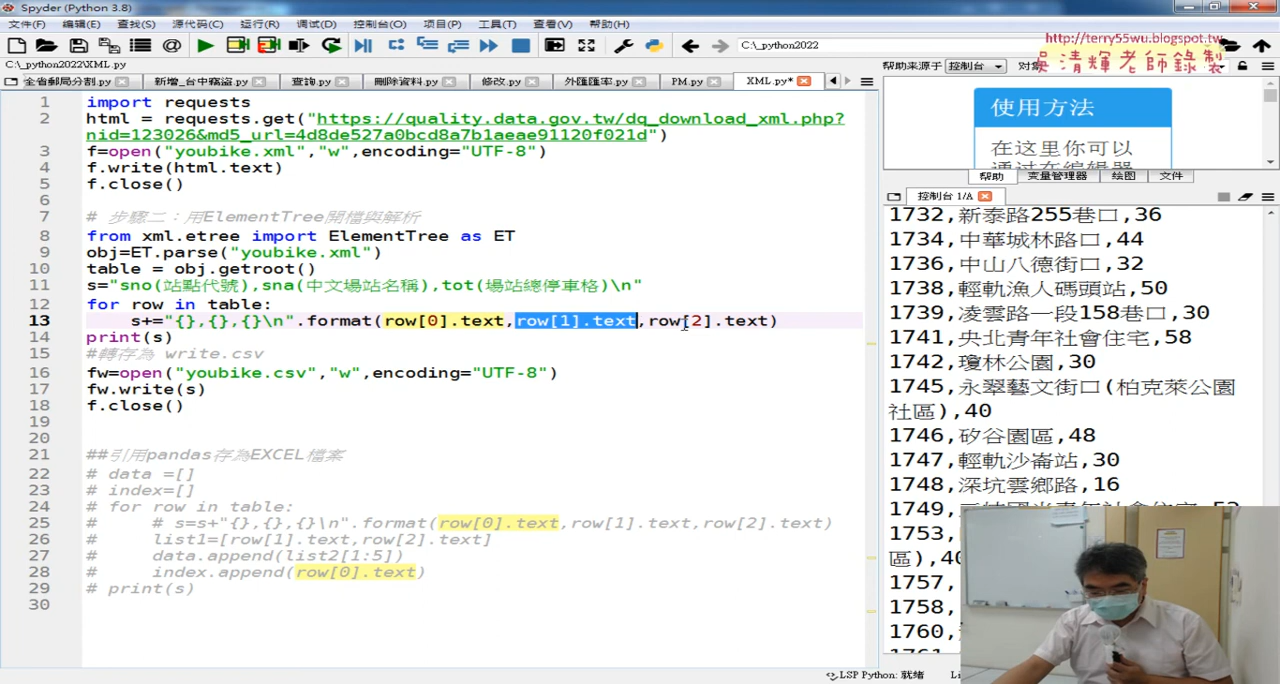 Spyder (Python 3.8)
文件(F) 编辑(E) 查找(S) 源代码(C) 运行(R) 调试(D) 控制台(O) 项目(P) 工具(T) 查看(V) 帮助(H)
C:\_python2022
http://terry55wu.blogspot.tw
吳清輝老師錄製
C:\_python2022\XML.py
帮助来源于 控制台 对象
全省郵局分割.py 新增_台中竊盜.py 查詢.py 刪除資料.py 修改.py 外匯匯率.py PM.py XML.py*
1 import requests
2 html = requests.get("https://quality.data.gov.tw/dq_download_xml.php?
nid=123026&md5_url=4d8de527a0bcd8a7b1aeae91120f021d")
3 f=open("youbike.xml","w",encoding="UTF-8")
4 f.write(html.text)
5 f.close()
6
7 # 步驟二：用ElementTree開檔與解析
8 from xml.etree import ElementTree as ET
9 obj=ET.parse("youbike.xml")
10 table = obj.getroot()
11 s="sno(站點代號),sna(中文場站名稱),tot(場站總停車格)\n"
12 for row in table:
13 s+="{},{},{}\n".format(row[0].text,row[1].text,row[2].text)
14 print(s)
15 #轉存為 write.csv
16 fw=open("youbike.csv","w",encoding="UTF-8")
17 fw.write(s)
18 f.close()
19
20
21 ##引用pandas存為EXCEL檔案
22 # data =[]
23 # index=[]
24 # for row in table:
25 # # s=s+"{},{},{}\n".format(row[0].text,row[1].text,row[2].text)
26 # list1=[row[1].text,row[2].text]
27 # data.append(list2[1:5])
28 # index.append(row[0].text)
29 # print(s)
30
使用方法
在这里你可以
通过在编辑器
帮助 变量管理器 绘图 文件
控制台 1/A
1732,新泰路255巷口,36
1734,中華城林路口,44
1736,中山八德街口,32
1738,輕軌漁人碼頭站,50
1739,凌雲路一段158巷口,30
1741,央北青年社會住宅,58
1742,瓊林公園,30
1745,永翠藝文街口(柏克萊公園
社區),40
1746,矽谷園區,48
1747,輕軌沙崙站,30
1748,深坑雲鄉路,16
1749,
1753,
區),40
1757,
1758,
1760,
LSP Python: 就绪